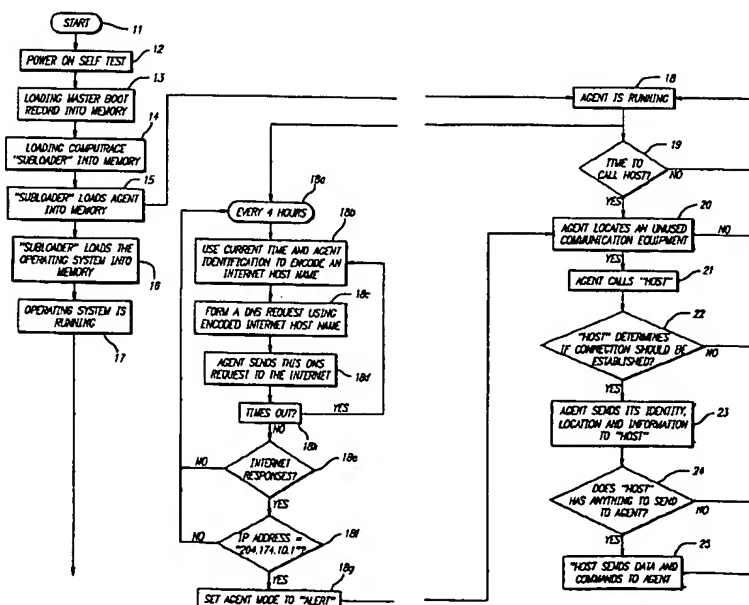 START
11
POWER ON SELF TEST
12
LOADING MASTER BOOT
RECORD INTO MEMORY
13
LOADING COMPUTRACE
"SUBLOADER" INTO MEMORY
14
"SUBLOADER" LOADS AGENT
INTO MEMORY
15
"SUBLOADER" LOADS THE
OPERATING SYSTEM INTO
MEMORY
16
OPERATING SYSTEM IS
RUNNING
17
EVERY 4 HOURS
18a
USE CURRENT TIME AND AGENT
IDENTIFICATION TO ENCODE AN
INTERNET HOST NAME
18b
FORM A DNS REQUEST USING
ENCODED INTERNET HOST NAME
18c
AGENT SENDS THIS DNS
REQUEST TO THE INTERNET
18d
TIMES OUT?
YES
18h
NO
INTERNET
RESPONSES?
18e
NO
YES
IP ADDRESS =
"204.174.10.1"?
18f
NO
YES
18g
SET AGENT MODE TO "ALERT"
18
AGENT IS RUNNING
19
TIME TO
CALL HOST?
NO
YES
20
AGENT LOCATES AN UNUSED
COMMUNICATION EQUIPMENT
NO
YES
21
AGENT CALLS "HOST"
22
"HOST" DETERMINES
IF CONNECTION SHOULD BE
ESTABLISHED?
NO
YES
AGENT SENDS ITS IDENTITY,
LOCATION AND INFORMATION
TO "HOST"
23
24
DOES "HOST"
HAS ANYTHING TO SEND
TO AGENT?
NO
YES
25
"HOST SENDS DATA AND
COMMANDS TO AGENT